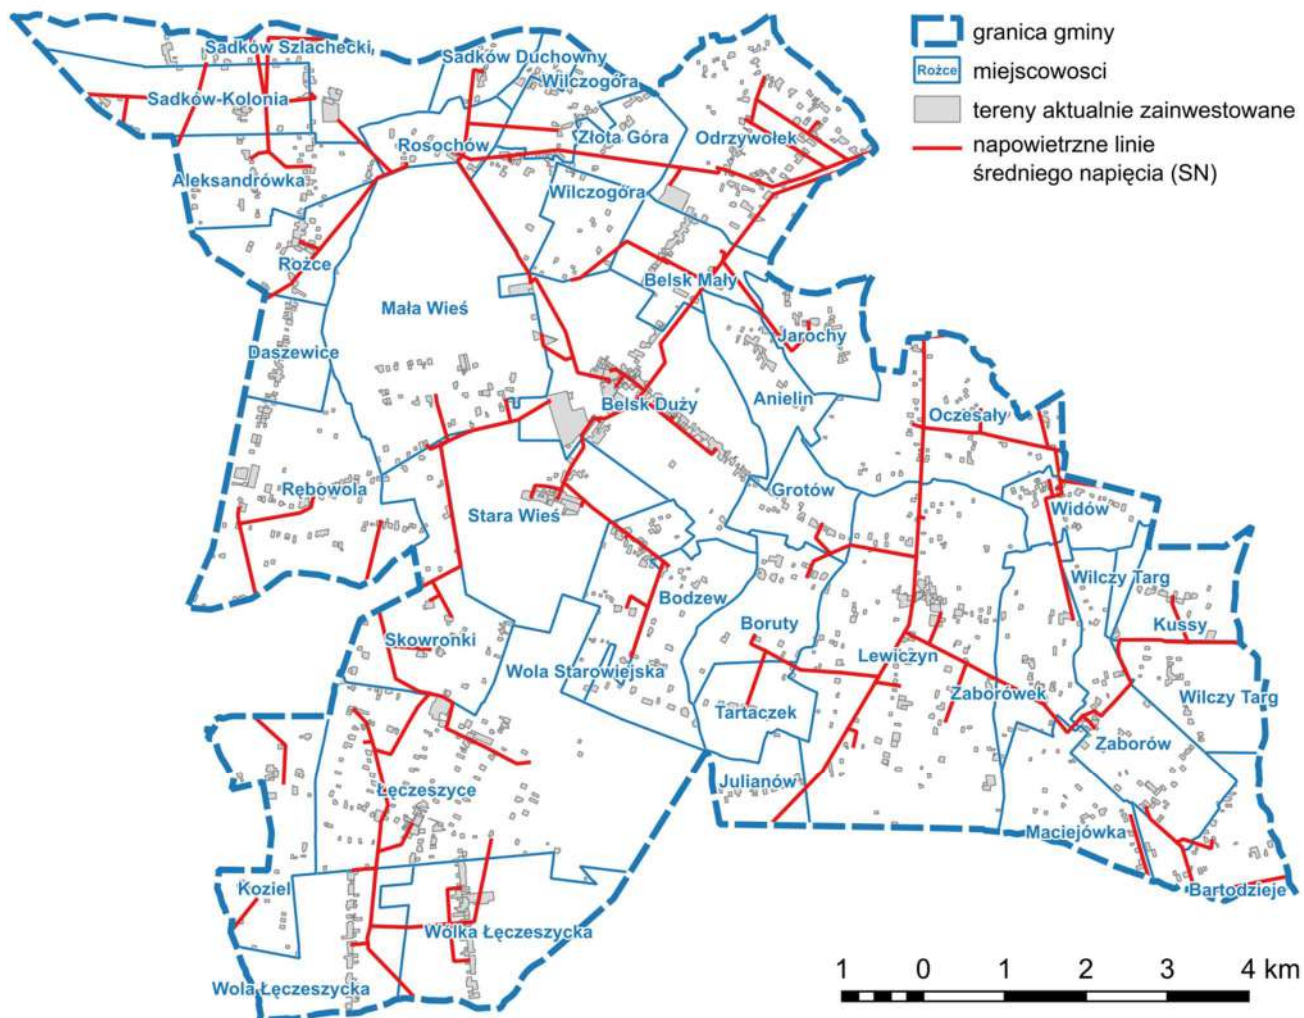 granica gminy
Rożce
miejscowosci
tereny aktualnie zainwestowane
napowietrzne linie
średniego napięcia (SN)
Sadków Szlachecki
Sadków Duchowny
Wilczogóra
Sadków-Kolonia
Złota Góra
Odrzywołek
Rosochów
Aleksandrówka
Wilczogóra
Rożce
Belsk Mały
Mała Wieś
Jarochy
Daszewice
Anielin
Belsk Duży
Oczesały
Rębowola
Grotów
Stara Wieś
Widów
Wilczy Targ
Bodzew
Boruty
Kussy
Skowronki
Lewiczyn
Wola Starowiejska
Zaborówek
Wilczy Targ
Tartaczek
Zaborów
Julianów
Łęczeszyce
Maciejówka
Koziel
Bartodzieje
Wólka Łęczeszycka
Wola Łęczeszycka
1 0 1 2 3 4 km